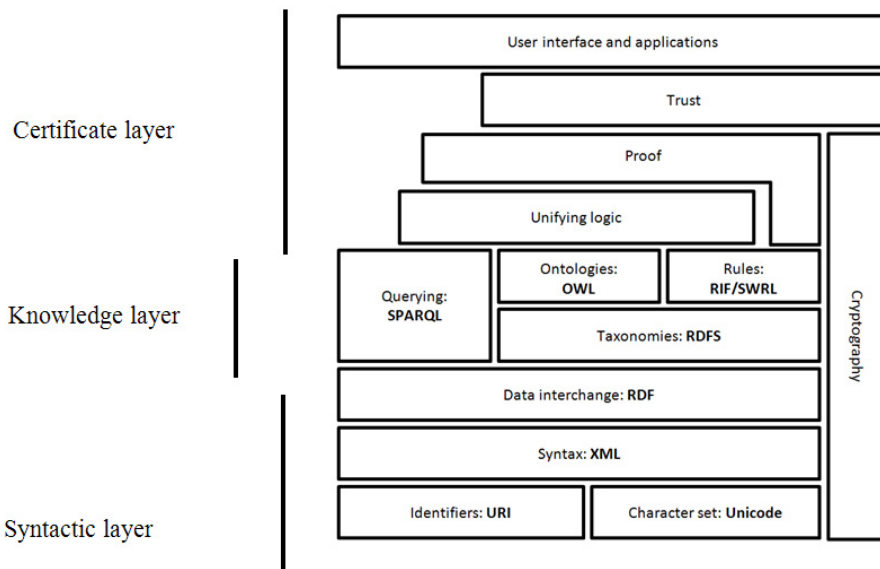 User interface and applications
Trust
Certificate layer
Proof
Unifying logic
Knowledge layer
Querying:
SPARQL
Ontologies:
OWL
Rules:
RIF/SWRL
Taxonomies: RDFS
Cryptography
Data interchange: RDF
Syntax: XML
Syntactic layer
Identifiers: URI
Character set: Unicode